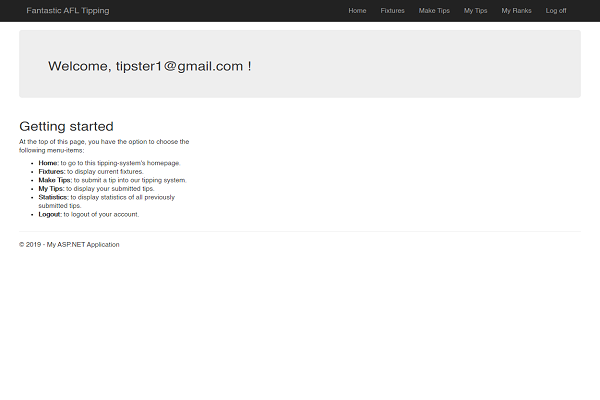 Fantastic AFL Tipping Home Fixtures Make Tips My Tips My Ranks Log off
Welcome, tipster1@gmail.com !
Getting started
At the top of this page, you have the option to choose the
following menu-items:
Home: to go to this tipping-system's homepage.
Fixtures: to display current fixtures.
Make Tips: to submit a tip into our tipping system.
My Tips: to display your submitted tips.
Statistics: to display statistics of all previously
submitted tips.
Logout: to logout of your account.
© 2019 - My ASP.NET Application